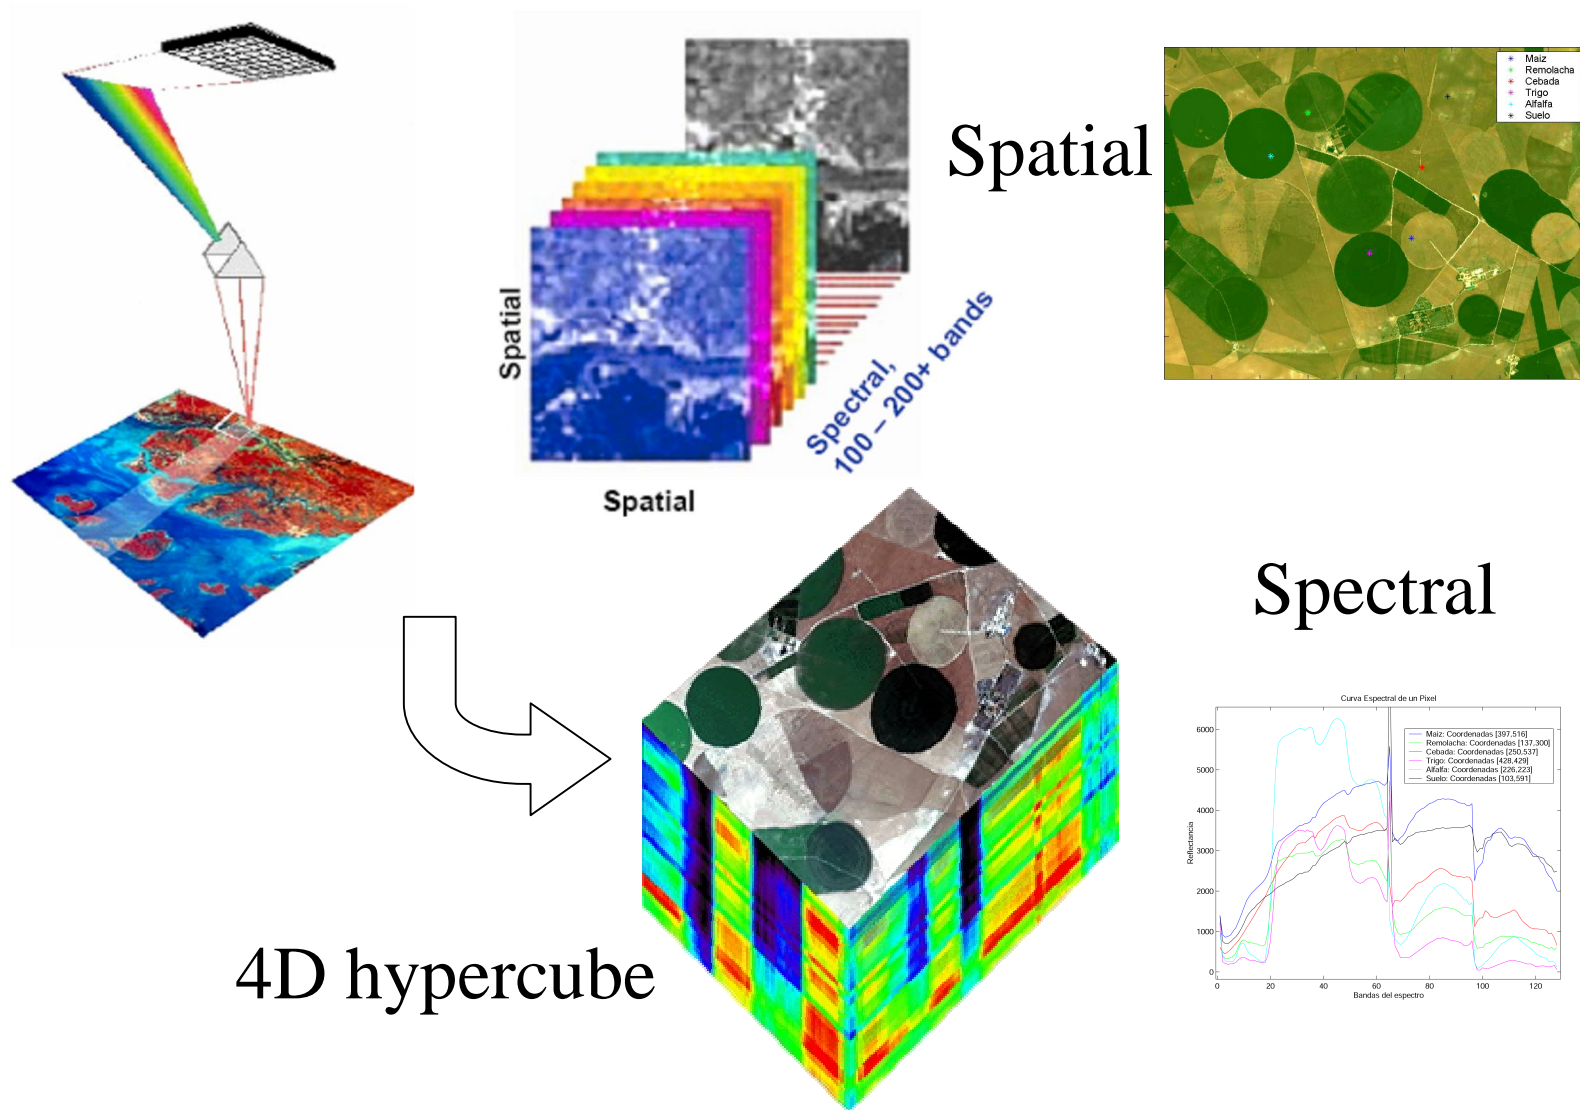 Spatial
Spatial
Spectral,
100 – 200+ bands
Spatial
Maiz
Remolacha
Cebada
Trigo
Alfalfa
Suelo
Spectral
4D hypercube
Curva Espectral de un Pixel
Maiz: Coordenadas [397,516]
Remolacha: Coordenadas [137,300]
Cebada: Coordenadas [250,537]
Trigo: Coordenadas [428,429]
Alfalfa: Coordenadas [226,223]
Suelo: Coordenadas [103,591]
Reflectancia
6000
5000
4000
3000
2000
1000
0
0 20 40 60 80 100 120
Bandas del espectro